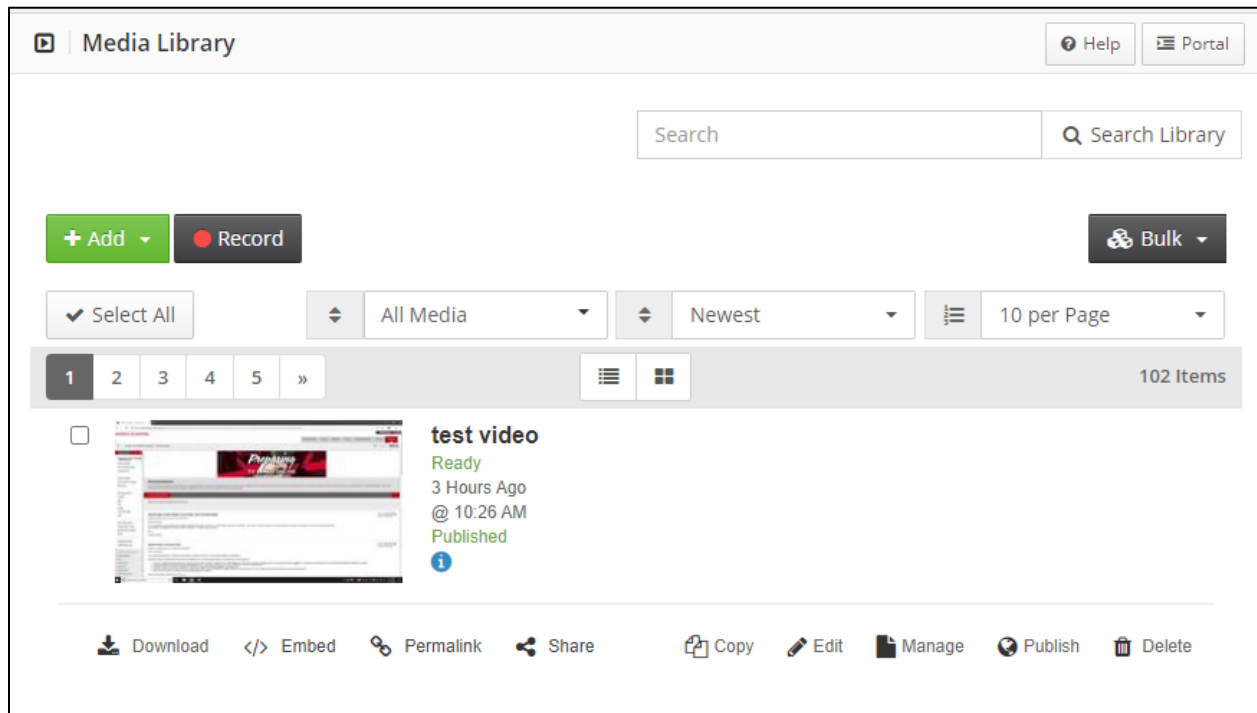 Media Library
Help
Portal
Search
Search Library
+ Add
Record
Bulk
Select All
All Media
Newest
10 per Page
1 2 3 4 5 »
102 Items
Preparing
test video
Ready
3 Hours Ago
@ 10:26 AM
Published
Download
</> Embed
Permalink
Share
Copy
Edit
Manage
Publish
Delete